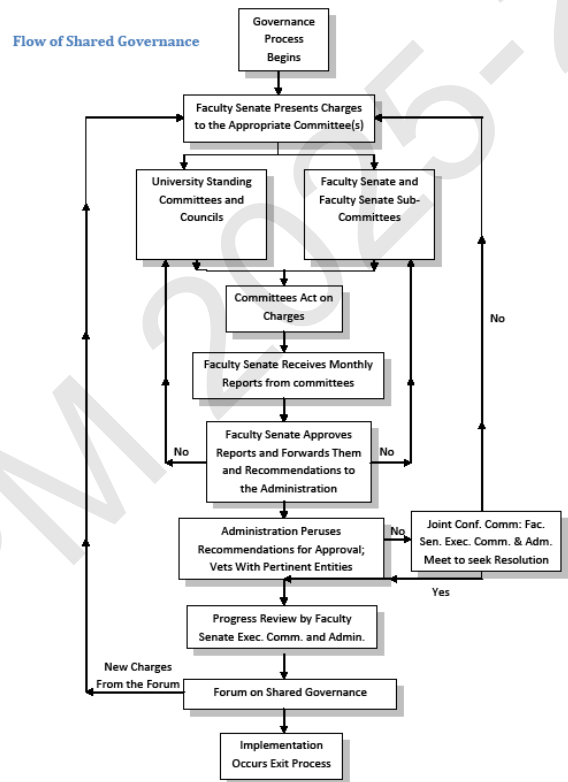 Flow of Shared Governance
Governance
Process
Begins
Faculty Senate Presents Charges
to the Appropriate Committee(s)
University Standing
Committees and
Councils
Faculty Senate and
Faculty Senate Sub-
Committees
Committees Act on
Charges
No
Faculty Senate Receives Monthly
Reports from committees
Faculty Senate Approves
Reports and Forwards Them
and Recommendations to
the Administration
No
No
Administration Peruses
Recommendations for Approval;
Vets With Pertinent Entities
No
Joint Conf. Comm: Fac.
Sen. Exec. Comm. & Adm.
Meet to seek Resolution
Yes
Progress Review by Faculty
Senate Exec. Comm. and Admin.
New Charges
From the Forum
Forum on Shared Governance
Implementation
Occurs Exit Process